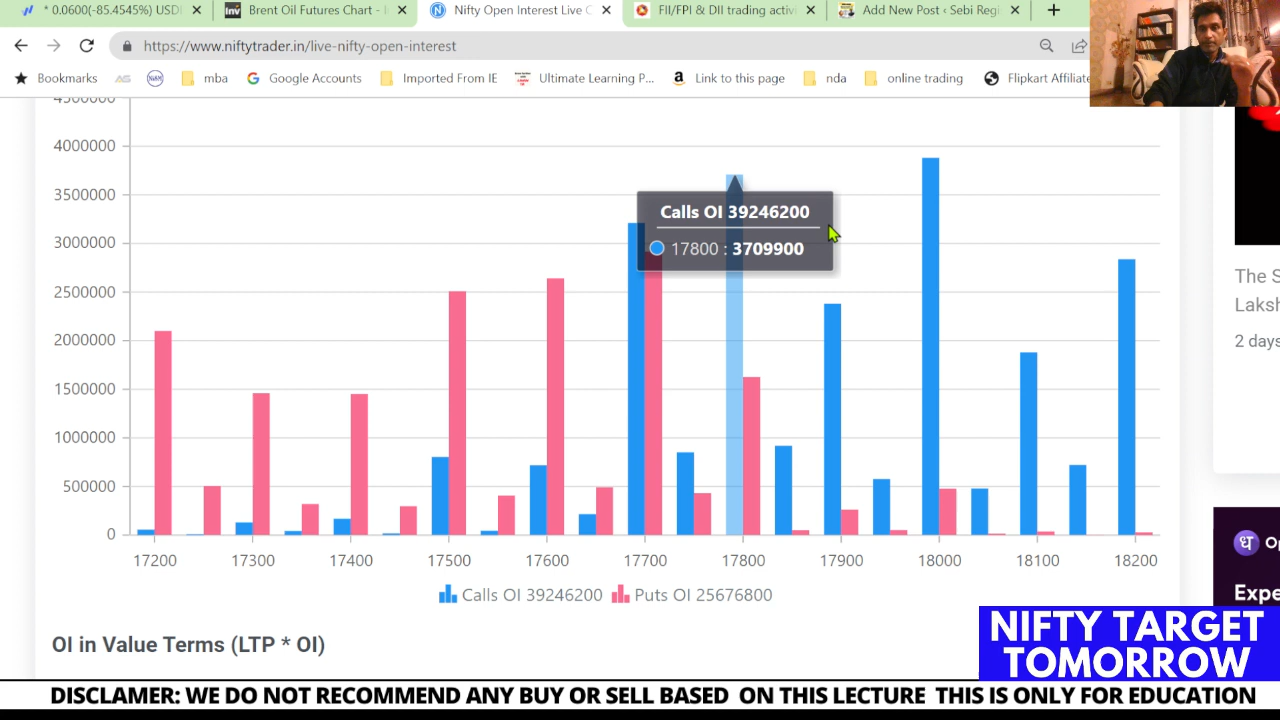 * 0.0600(-85.4545%) USD
Brent Oil Futures Chart -
Nifty Open Interest Live C
FII/FPI & DII trading activ
Add New Post ‹ Sebi Regi
https://www.niftytrader.in/live-nifty-open-interest
Bookmarks
mba
Google Accounts
Imported From IE
Ultimate Learning P...
Link to this page
nda
online trading
Flipkart Affiliate
4500000
4000000
3500000
3000000
2500000
2000000
1500000
1000000
500000
0
Calls OI 39246200
17800 : 3709900
17200 17300 17400 17500 17600 17700 17800 17900 18000 18100 18200
Calls OI 39246200 Puts OI 25676800
OI in Value Terms (LTP * OI)
The S
Laksh
2 days
Op
Expe
NIFTY TARGET
TOMORROW
DISCLAMER: WE DO NOT RECOMMEND ANY BUY OR SELL BASED ON THIS LECTURE THIS IS ONLY FOR EDUCATION